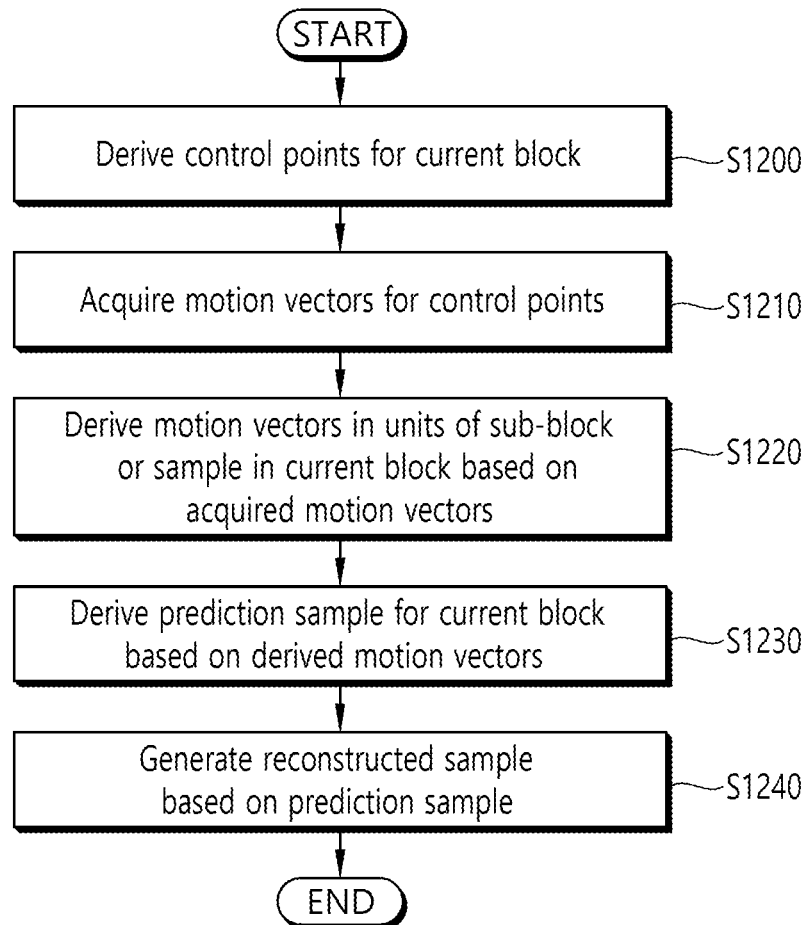 START
Derive control points for current block
S1200
Acquire motion vectors for control points
S1210
Derive motion vectors in units of sub-block
or sample in current block based on
acquired motion vectors
S1220
Derive prediction sample for current block
based on derived motion vectors
S1230
Generate reconstructed sample
based on prediction sample
S1240
END